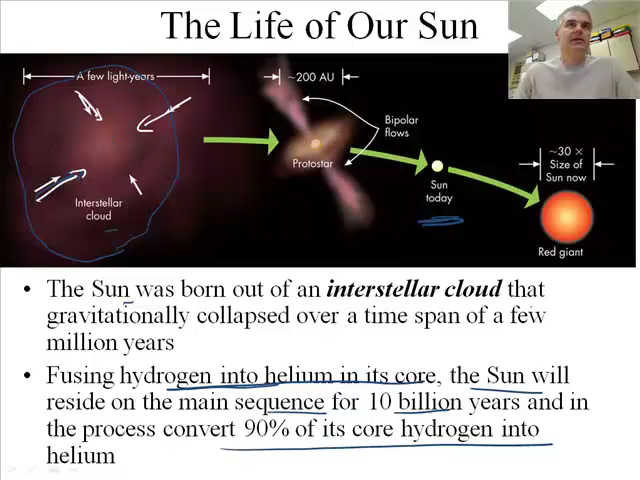 The Life of Our Sun
A few light-years
~200 AU
Bipolar
flows
Protostar
~30 ×
Size of
Sun now
Sun
today
Interstellar
cloud
Red giant
• The Sun was born out of an interstellar cloud that
gravitationally collapsed over a time span of a few
million years
• Fusing hydrogen into helium in its core, the Sun will
reside on the main sequence for 10 billion years and in
the process convert 90% of its core hydrogen into
helium